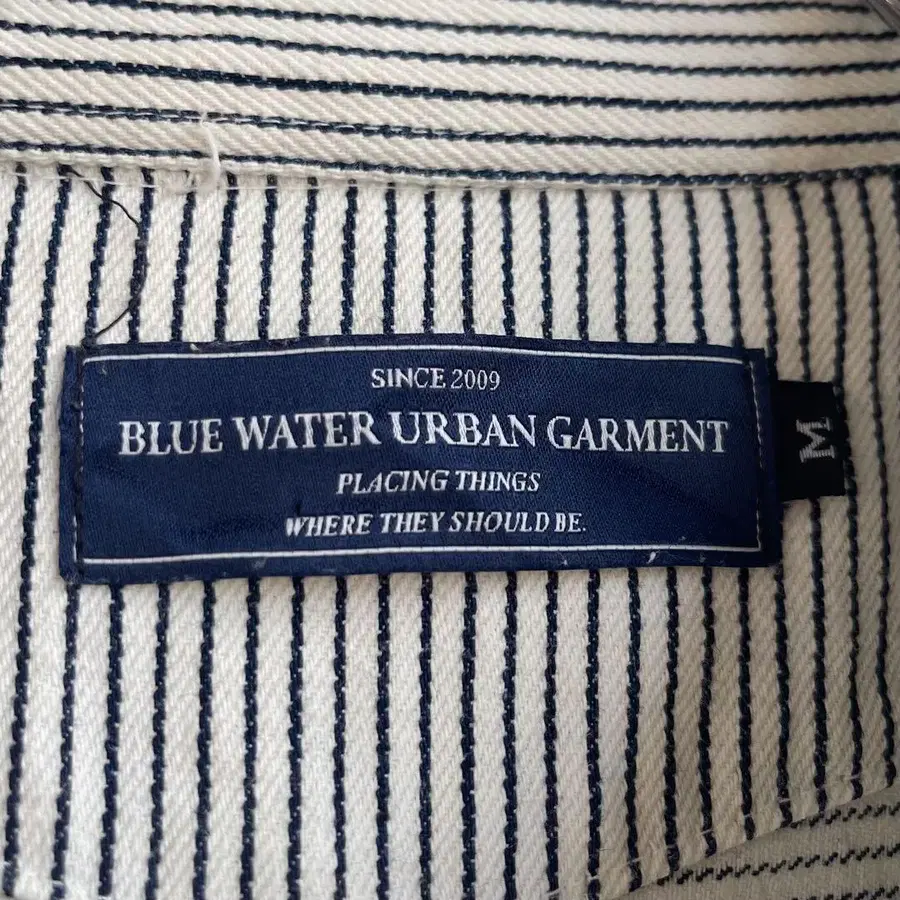 SINCE 2009
BLUE WATER URBAN GARMENT
PLACING THINGS
WHERE THEY SHOULD BE.
M